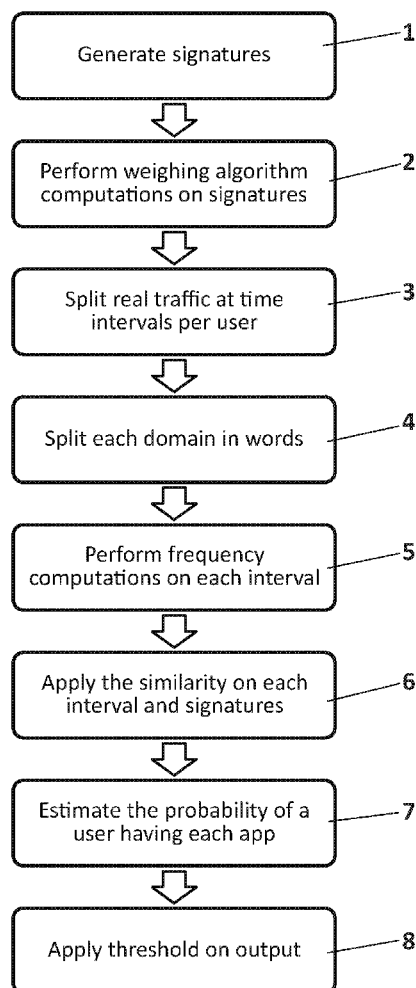 Generate signatures
1
Perform weighing algorithm
computations on signatures
2
Split real traffic at time
intervals per user
3
Split each domain in words
4
Perform frequency
computations on each interval
5
Apply the similarity on each
interval and signatures
6
Estimate the probability of a
user having each app
7
Apply threshold on output
8